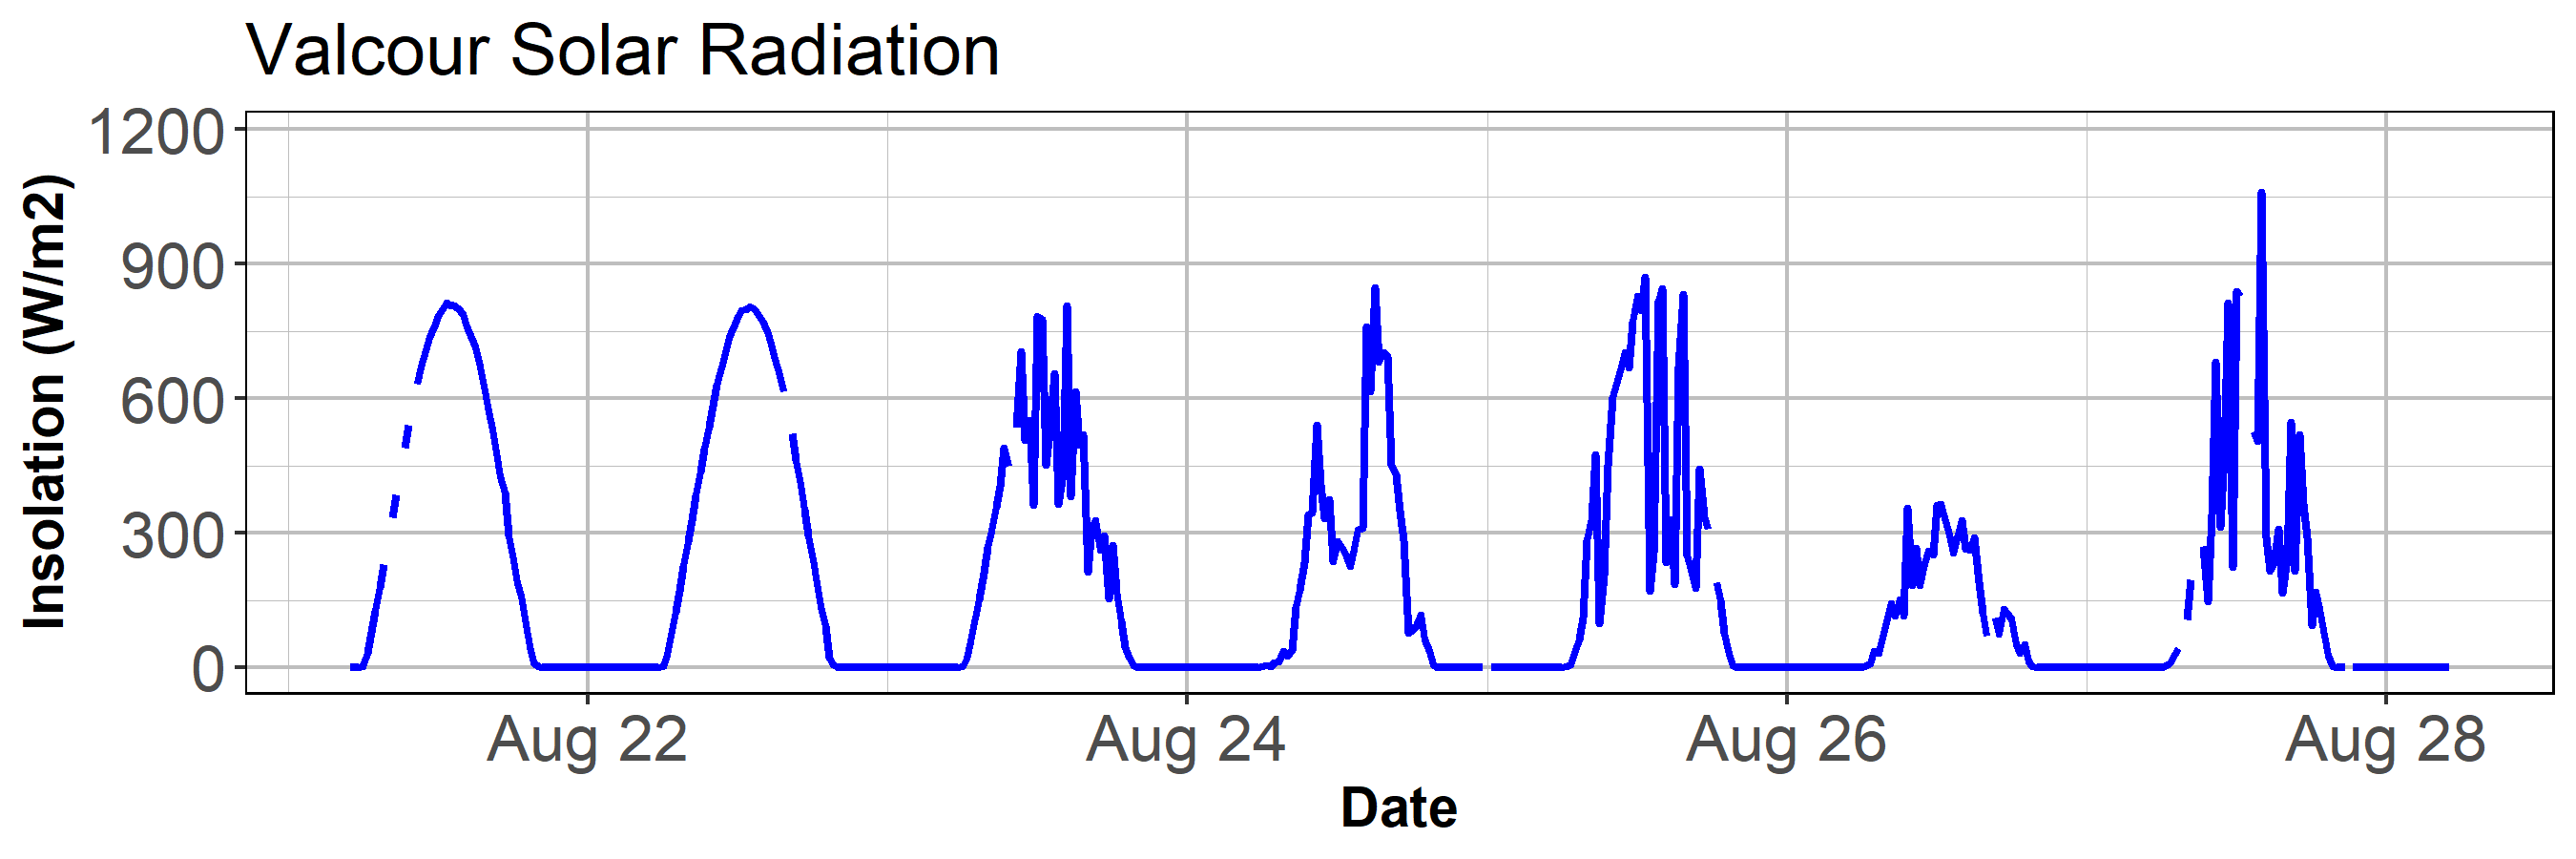 Valcour Solar Radiation
1200
900
600
300
0
Insolation (W/m2)
Aug 22 Aug 24 Aug 26 Aug 28
Date